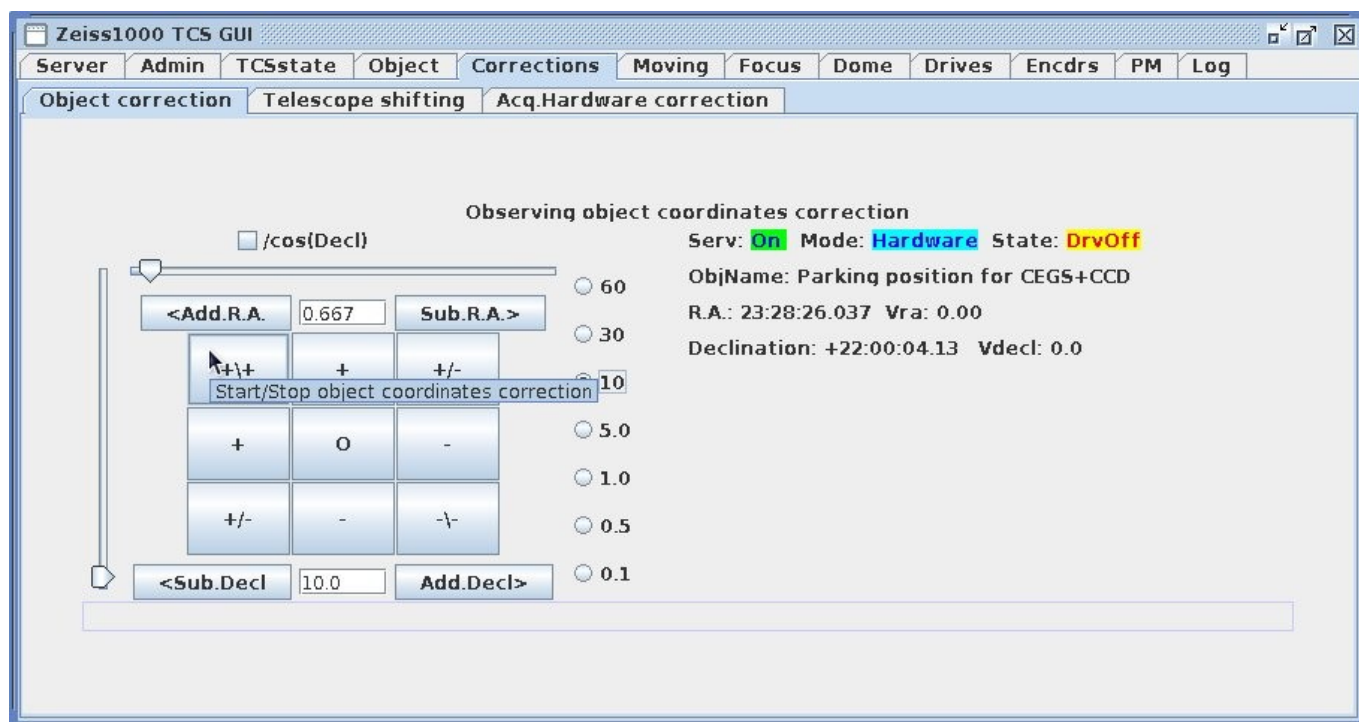 Zeiss1000 TCS GUI
Server Admin TCSstate Object Corrections Moving Focus Dome Drives Encdrs PM Log
Object correction Telescope shifting Acq.Hardware correction
Observing object coordinates correction
/cos(Decl) Serv: On Mode: Hardware State: DrvOff
60 ObjName: Parking position for CEGS+CCD
<Add.R.A. 0.667 Sub.R.A.> R.A.: 23:28:26.037 Vra: 0.00
30 Declination: +22:00:04.13 Vdecl: 0.0
+\+ + +/-
Start/Stop object coordinates correction 10
+ O - 5.0
1.0
+/- - -\- 0.5
<Sub.Decl 10.0 Add.Decl> 0.1